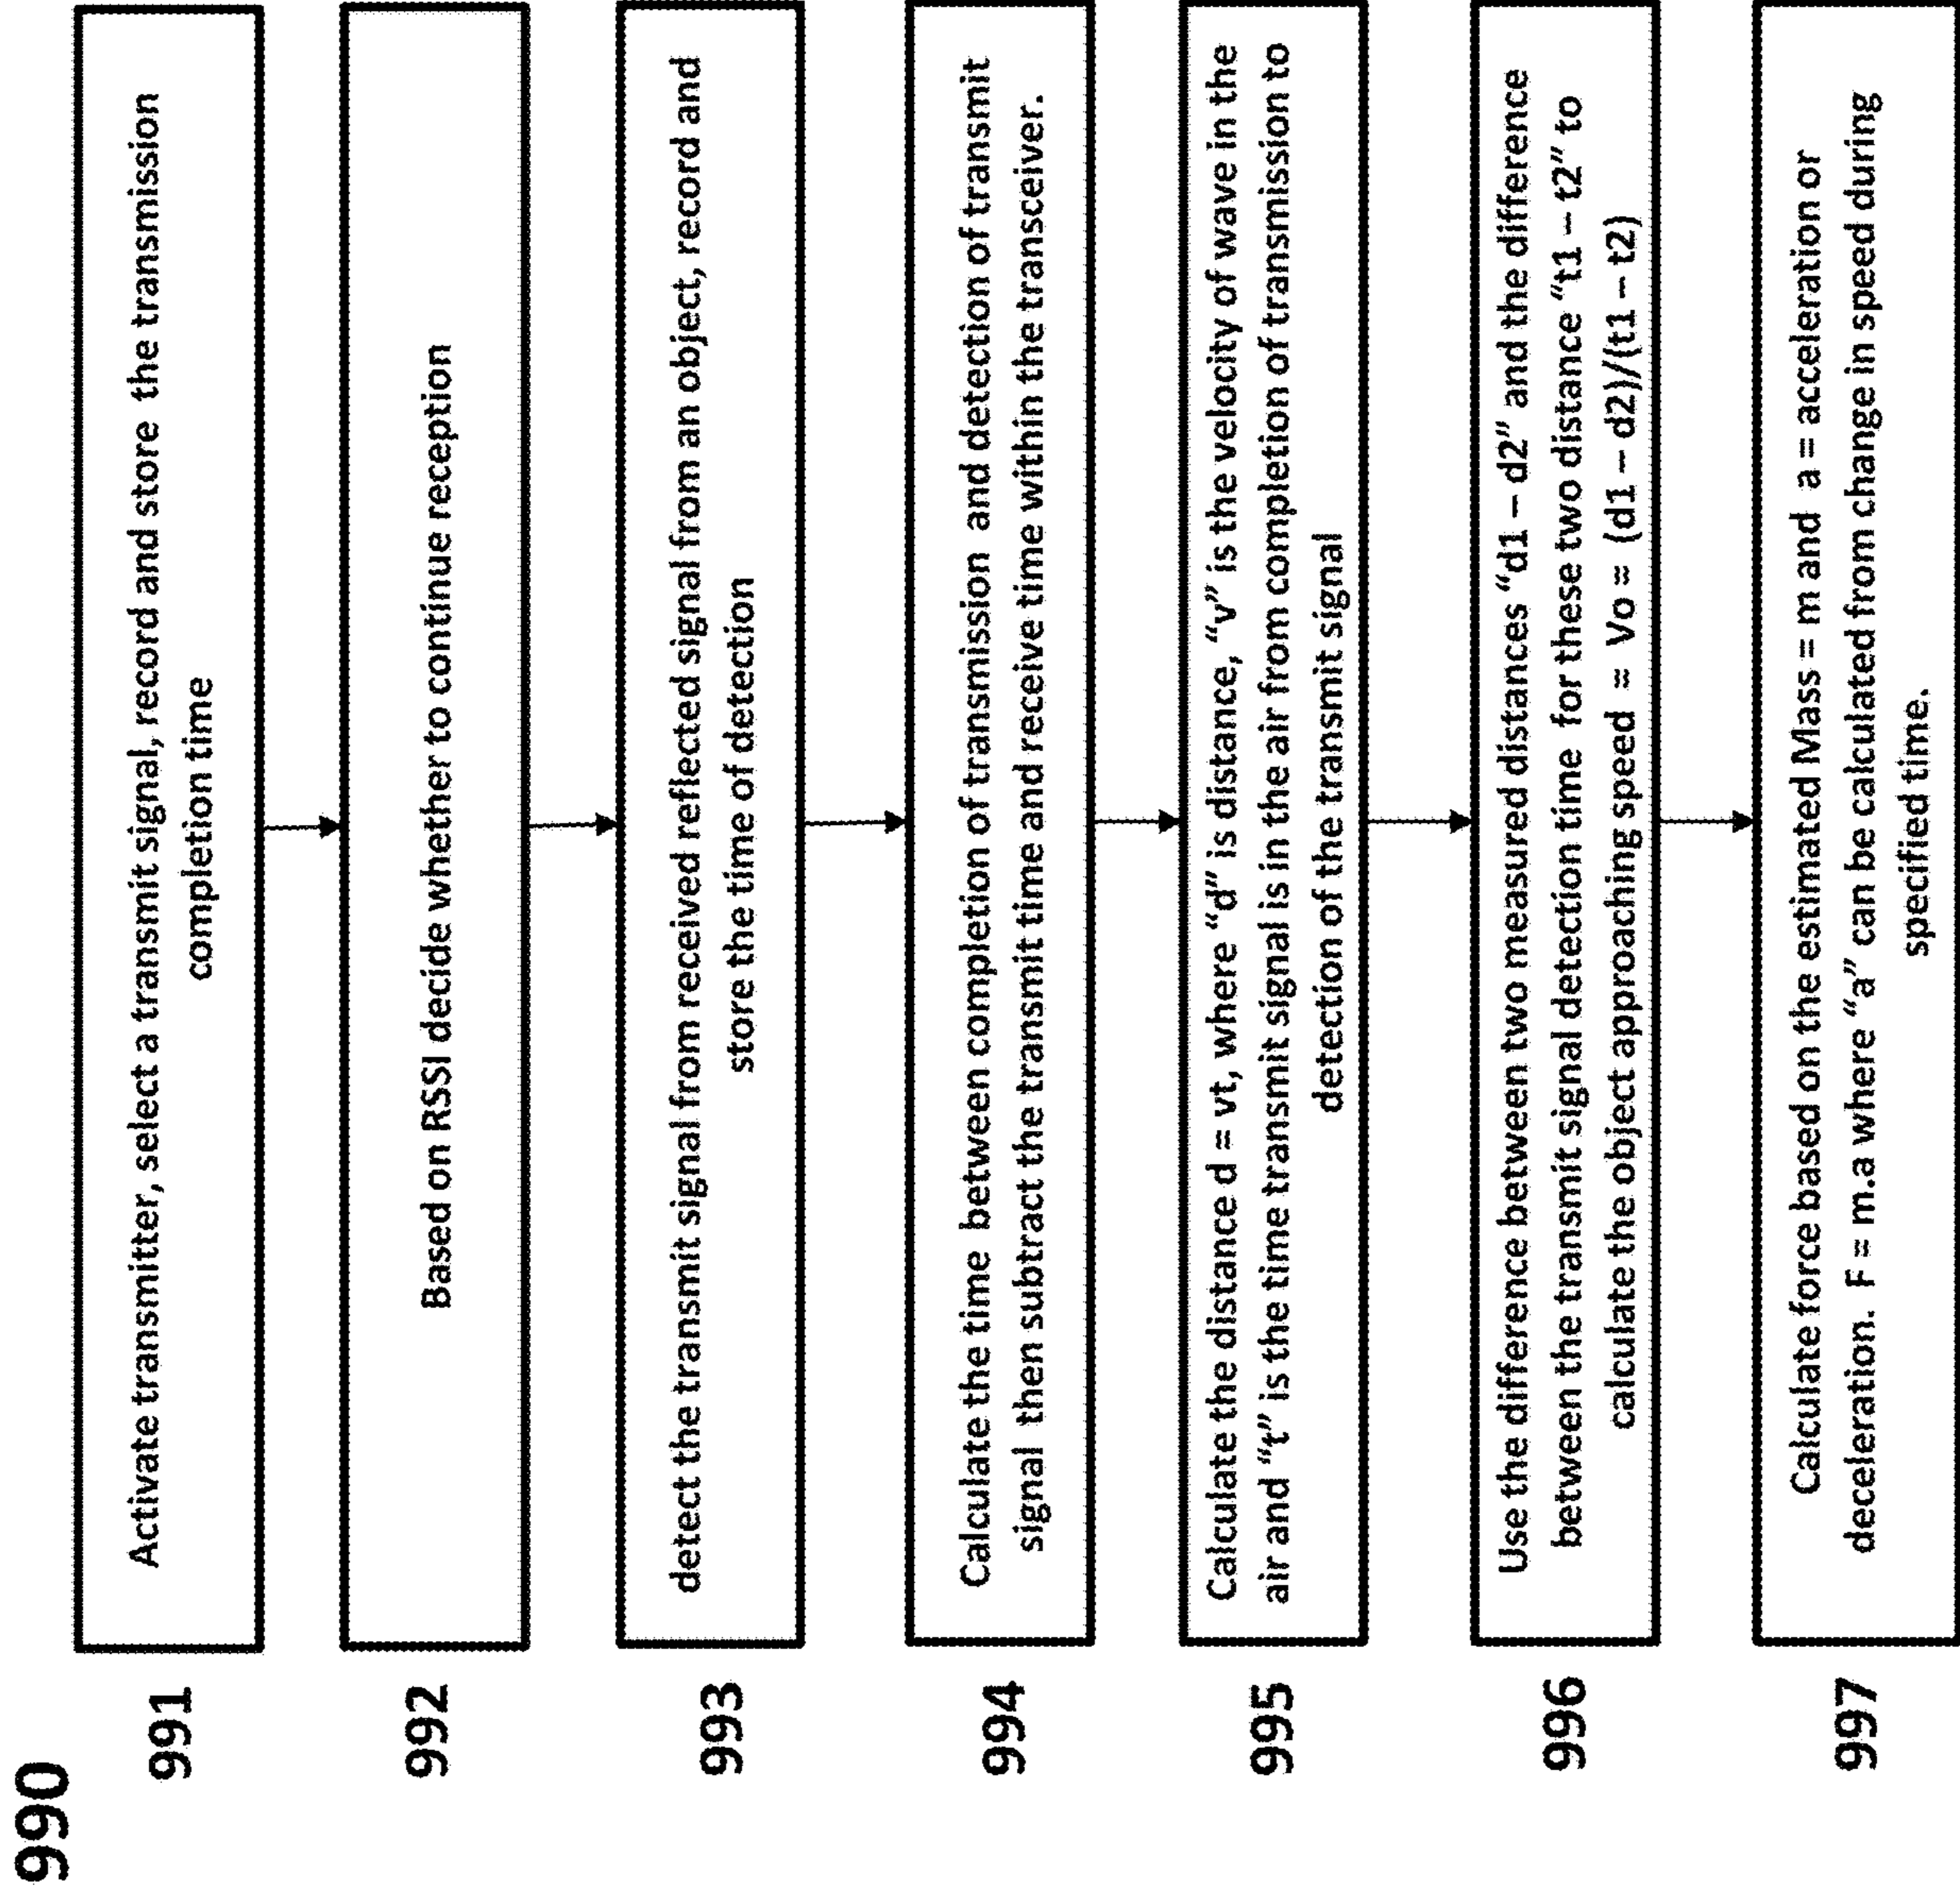 990
991
Activate transmitter, select a transmit signal, record and store the transmission
completion time
992
Based on RSSI decide whether to continue reception
993
detect the transmit signal from received reflected signal from an object, record and
store the time of detection
994
Calculate the time between completion of transmission and detection of transmit
signal then subtract the transmit time and receive time within the transceiver.
995
Calculate the distance d = vt, where “d” is distance, “v” is the velocity of wave in the
air and “t” is the time transmit signal is in the air from completion of transmission to
detection of the transmit signal
996
Use the difference between two measured distances “d1 – d2” and the difference
between the transmit signal detection time for these two distance “t1 – t2” to
calculate the object approaching speed = Vo = (d1 – d2)/(t1 – t2)
997
Calculate force based on the estimated Mass = m and a = acceleration or
deceleration. F = m.a where “a” can be calculated from change in speed during
specified time.